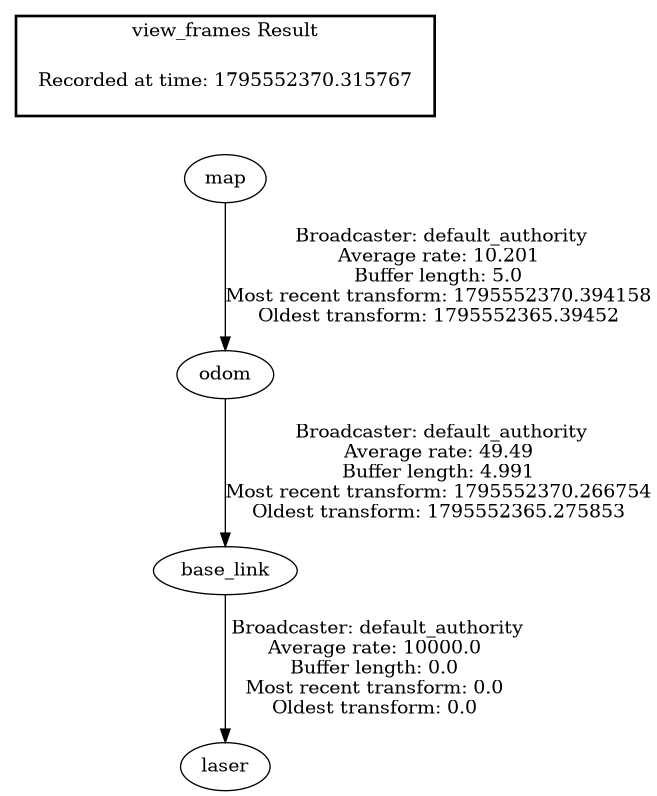 view_frames Result
Recorded at time: 1795552370.315767
map
Broadcaster: default_authority
Average rate: 10.201
Buffer length: 5.0
Most recent transform: 1795552370.394158
Oldest transform: 1795552365.39452
odom
Broadcaster: default_authority
Average rate: 49.49
Buffer length: 4.991
Most recent transform: 1795552370.266754
Oldest transform: 1795552365.275853
base_link
Broadcaster: default_authority
Average rate: 10000.0
Buffer length: 0.0
Most recent transform: 0.0
Oldest transform: 0.0
laser